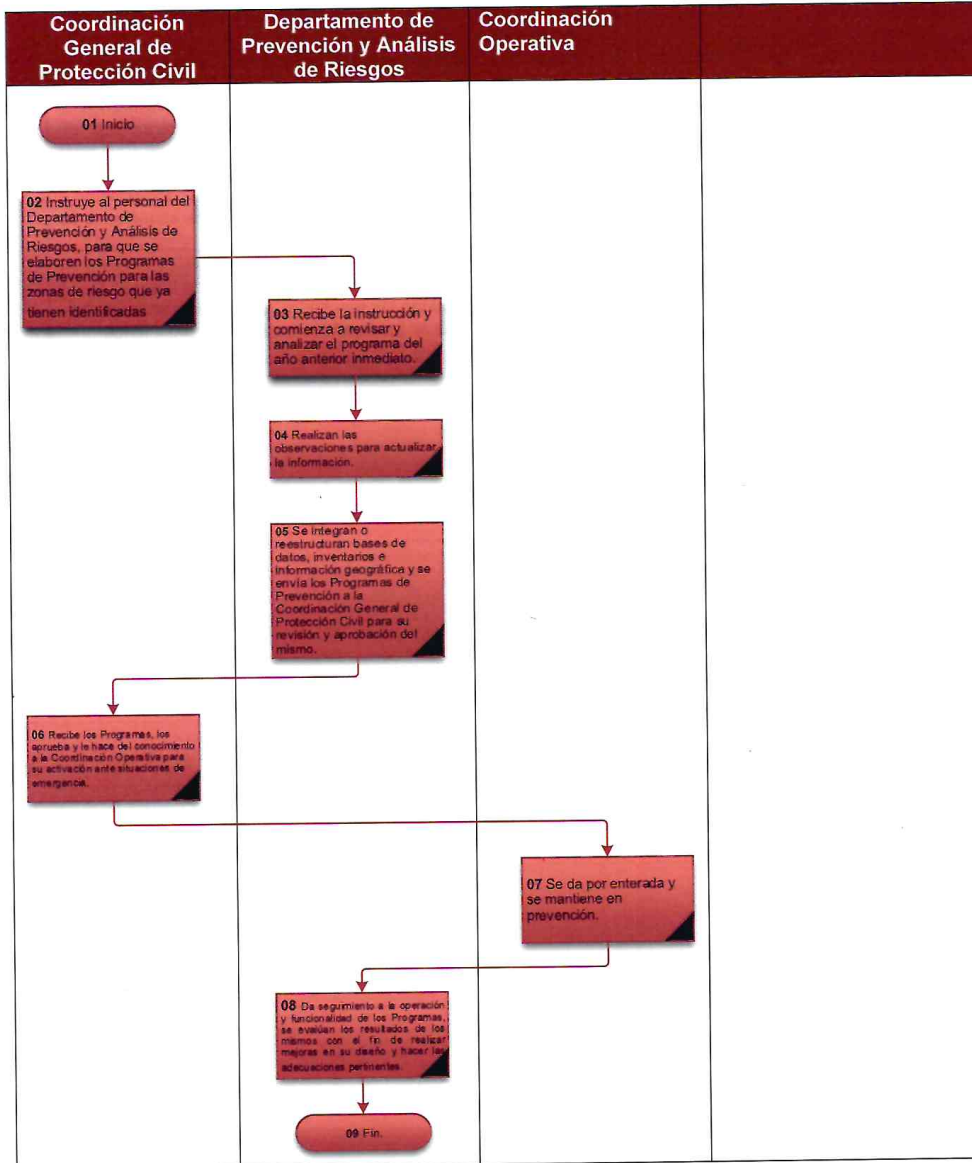 Coordinación
General de
Protección Civil
Departamento de
Prevención y Análisis
de Riesgos
Coordinación
Operativa
01 Inicio
02 Instruye al personal del
Departamento de
Prevención y Análisis de
Riesgos, para que se
elaboren los Programas
de Prevención para las
zonas de riesgo que ya
tienen identificadas
03 Recibe la instrucción y
comienza a revisar y
analizar el programa del
año anterior inmediato.
04 Realizan las
observaciones para actualizar
la información.
05 Se integran o
reestructuran bases de
datos, inventarios e
información geográfica y se
envía los Programas de
Prevención a la
Coordinación General de
Protección Civil para su
revisión y aprobación del
mismo.
06 Recibe los Programas, los
aprueba y le hace del conocimiento
a la Coordinación Operativa para
su activación ante situaciones de
emergencia.
07 Se da por enterada y
se mantiene en
prevención.
08 Da seguimiento a la operación
y funcionalidad de los Programas,
se evalúan los resultados de los
mismos con el fin de realizar
mejoras en su diseño y hacer las
adecuaciones pertinentes.
09 Fin.